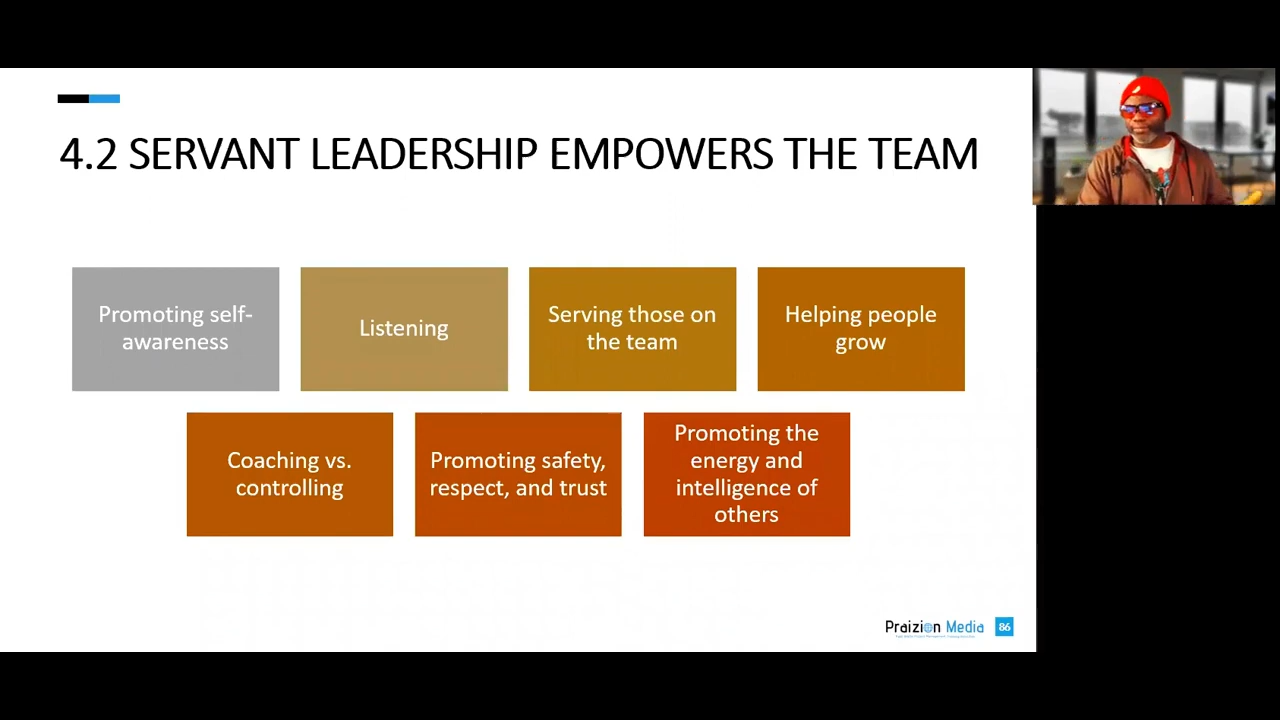 4.2 SERVANT LEADERSHIP EMPOWERS THE TEAM
Promoting self-
awareness
Listening
Serving those on
the team
Helping people
grow
Coaching vs.
controlling
Promoting safety,
respect, and trust
Promoting the
energy and
intelligence of
others
Praizion Media
86